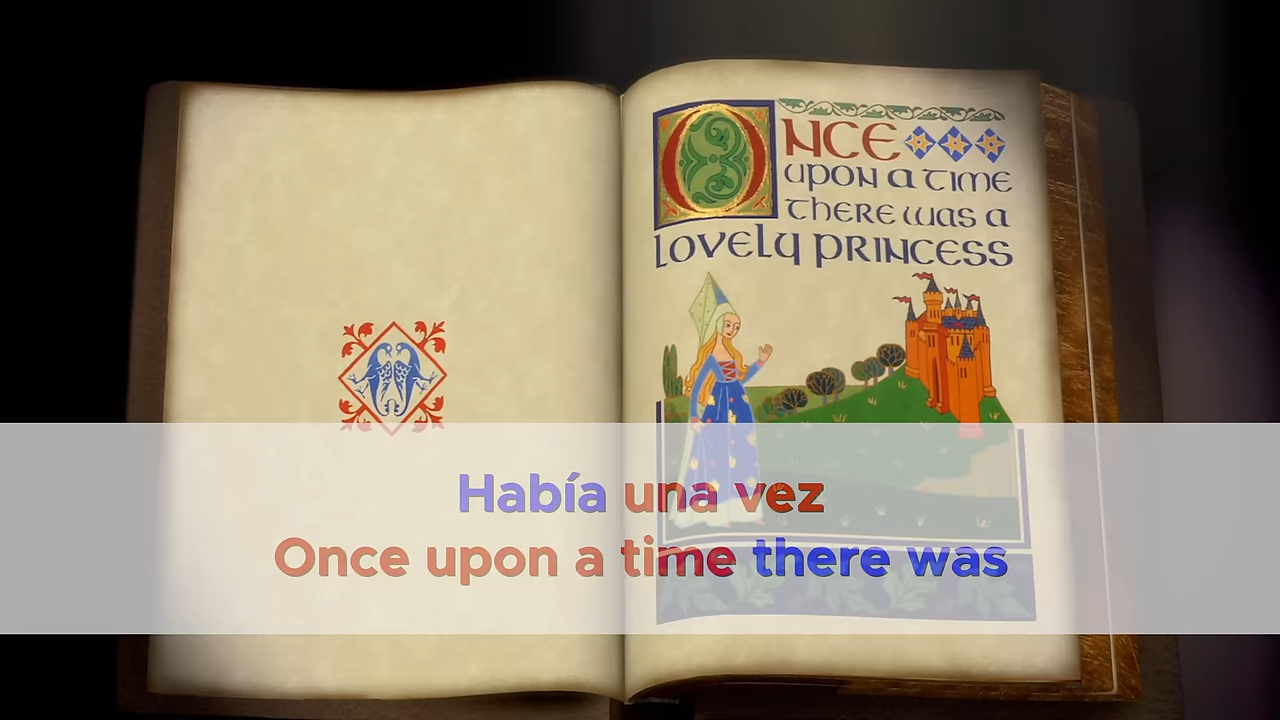 ONCE
UPON A TIME
THERE WAS A
LOVELY PRINCESS
Había una vez
Once upon a time there was